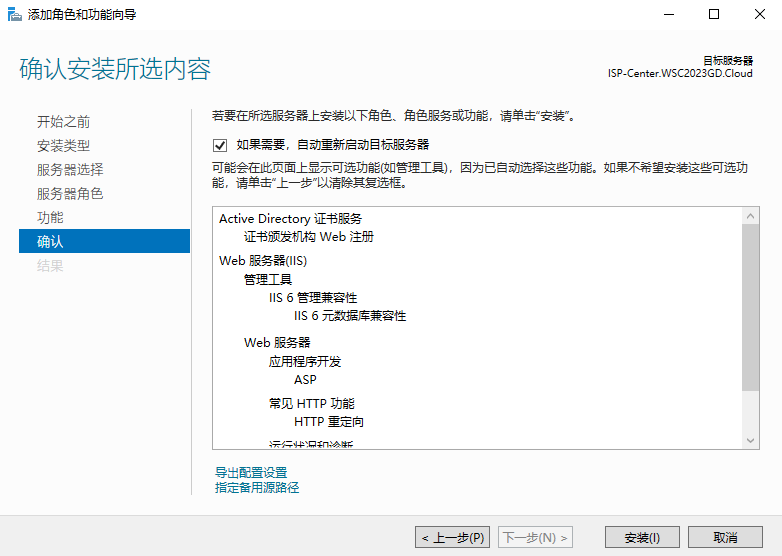 添加角色和功能向导
确认安装所选内容
目标服务器
ISP-Center.WSC2023GD.Cloud
开始之前
安装类型
服务器选择
服务器角色
功能
确认
结果
若要在所选服务器上安装以下角色、角色服务或功能，请单击“安装”。
如果需要，自动重新启动目标服务器
可能会在此页面上显示可选功能(如管理工具)，因为已自动选择这些功能。如果不希望安装这些可选功
能，请单击“上一步”以清除其复选框。
Active Directory 证书服务
证书颁发机构 Web 注册
Web 服务器(IIS)
管理工具
IIS 6 管理兼容性
IIS 6 元数据库兼容性
Web 服务器
应用程序开发
ASP
常见 HTTP 功能
HTTP 重定向
运行状况和诊断
导出配置设置
指定备用源路径
< 上一步(P)
下一步(N) >
安装(I)
取消